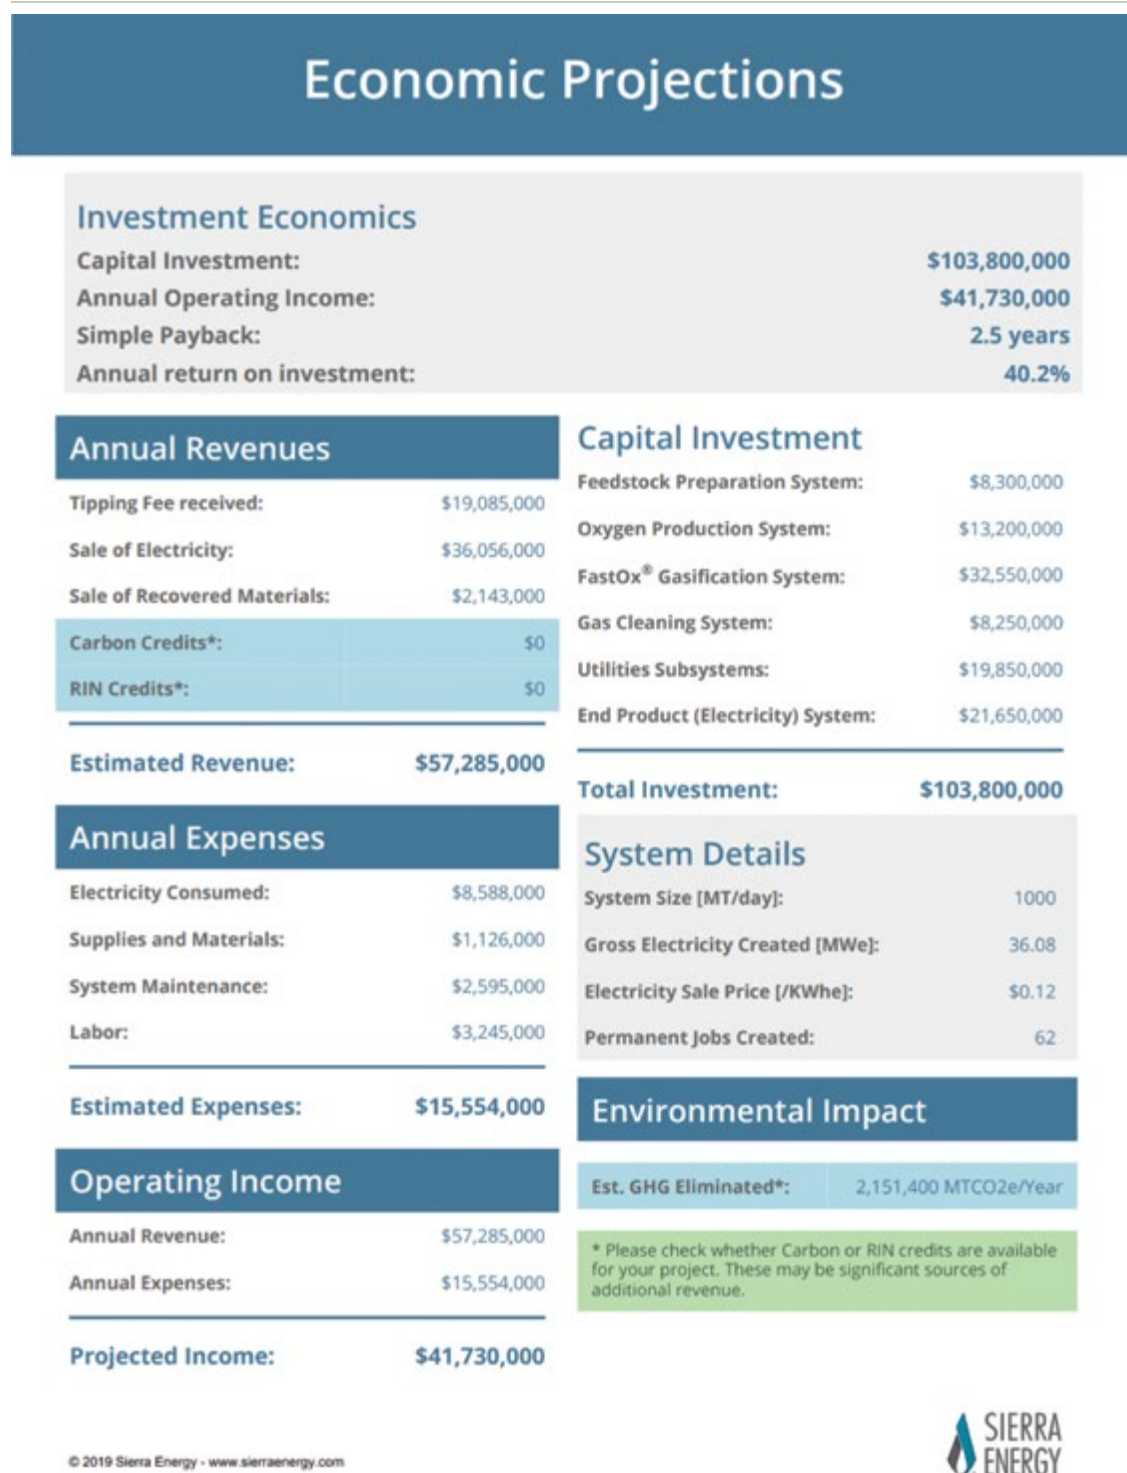 Economic Projections
Investment Economics
Capital Investment: $103,800,000
Annual Operating Income: $41,730,000
Simple Payback: 2.5 years
Annual return on investment: 40.2%
Annual Revenues
Tipping Fee received: $19,085,000
Sale of Electricity: $36,056,000
Sale of Recovered Materials: $2,143,000
Carbon Credits*: $0
RIN Credits*: $0
Estimated Revenue: $57,285,000
Annual Expenses
Electricity Consumed: $8,588,000
Supplies and Materials: $1,126,000
System Maintenance: $2,595,000
Labor: $3,245,000
Estimated Expenses: $15,554,000
Operating Income
Annual Revenue: $57,285,000
Annual Expenses: $15,554,000
Projected Income: $41,730,000
Capital Investment
Feedstock Preparation System: $8,300,000
Oxygen Production System: $13,200,000
FastOx® Gasification System: $32,550,000
Gas Cleaning System: $8,250,000
Utilities Subsystems: $19,850,000
End Product (Electricity) System: $21,650,000
Total Investment: $103,800,000
System Details
System Size [MT/day]: 1000
Gross Electricity Created [MWe]: 36.08
Electricity Sale Price [/KWhe]: $0.12
Permanent Jobs Created: 62
Environmental Impact
Est. GHG Eliminated*: 2,151,400 MTCO2e/Year
* Please check whether Carbon or RIN credits are available
for your project. These may be significant sources of
additional revenue.
© 2019 Sierra Energy - www.sierraenergy.com
SIERRA
ENERGY